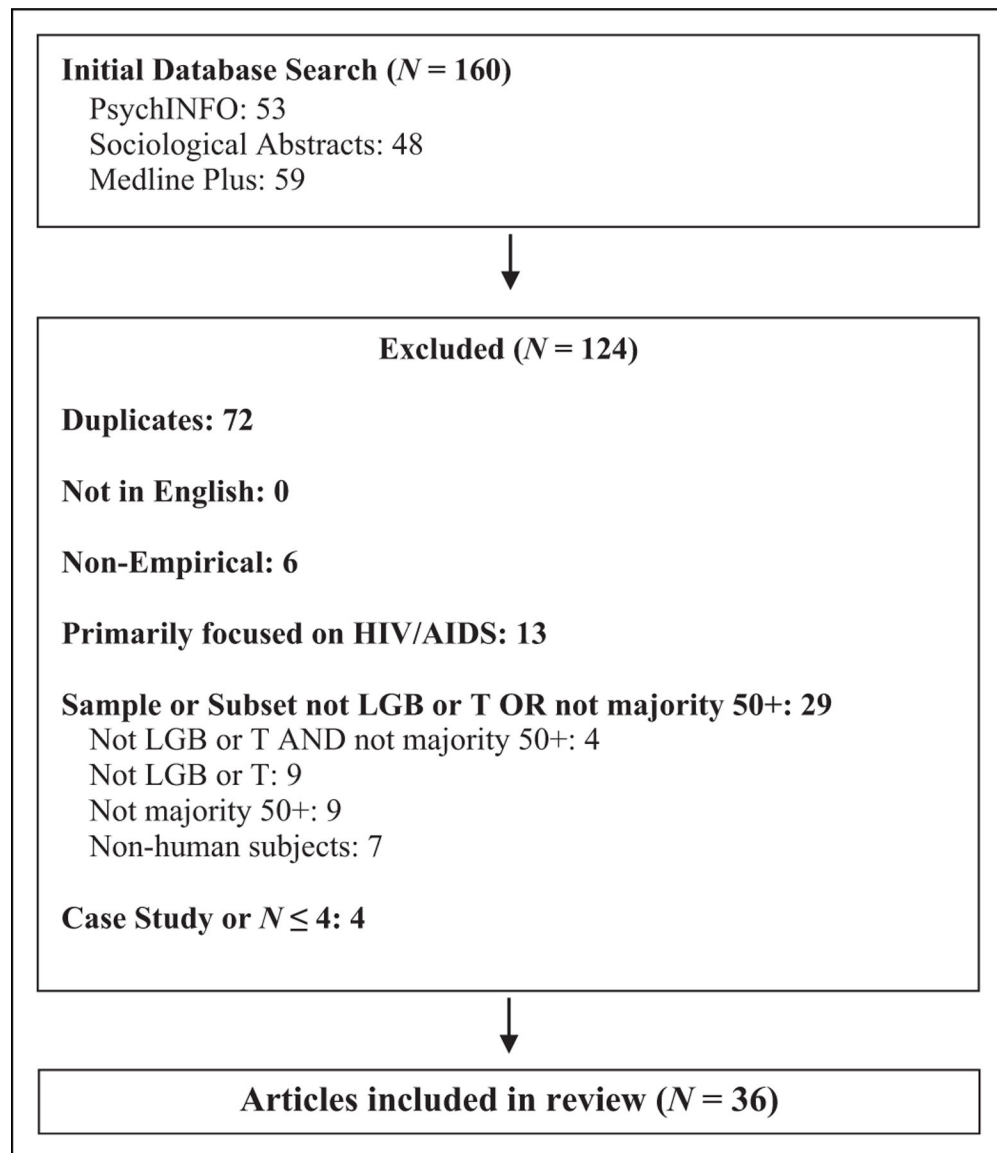 Initial Database Search (N = 160)
PsychINFO: 53
Sociological Abstracts: 48
Medline Plus: 59
Excluded (N = 124)
Duplicates: 72
Not in English: 0
Non-Empirical: 6
Primarily focused on HIV/AIDS: 13
Sample or Subset not LGB or T OR not majority 50+: 29
Not LGB or T AND not majority 50+: 4
Not LGB or T: 9
Not majority 50+: 9
Non-human subjects: 7
Case Study or N ≤ 4: 4
Articles included in review (N = 36)